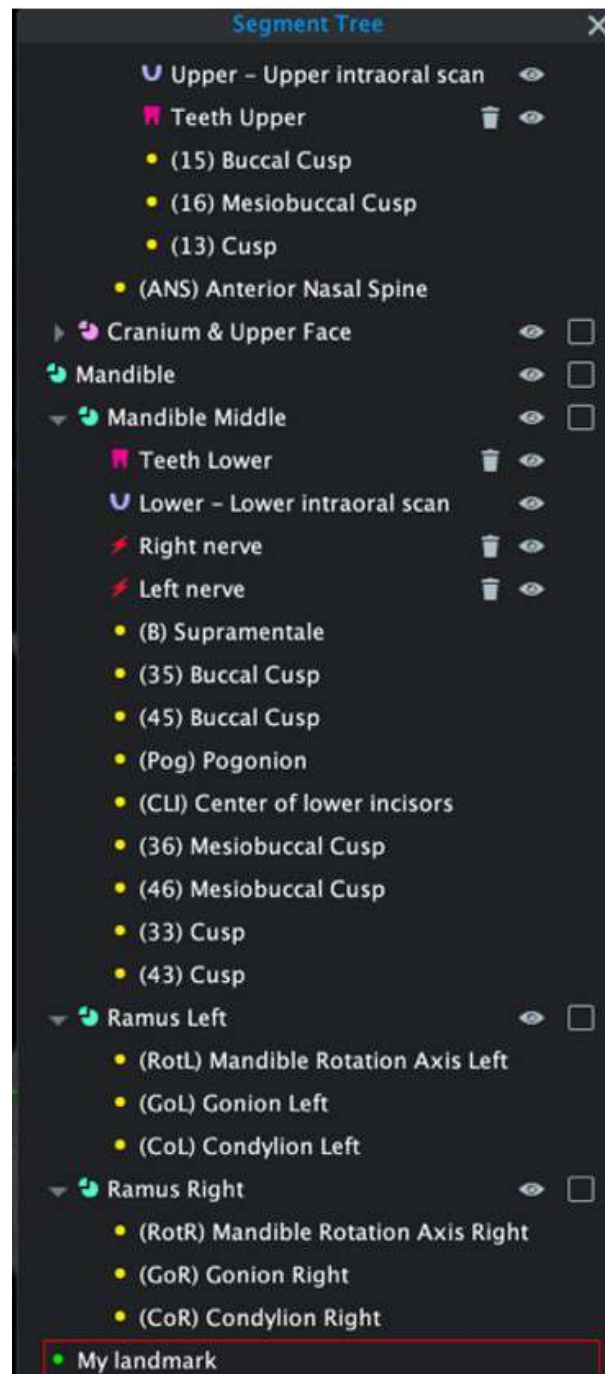 Segment Tree
Upper – Upper intraoral scan
Teeth Upper
(15) Buccal Cusp
(16) Mesiobuccal Cusp
(13) Cusp
(ANS) Anterior Nasal Spine
Cranium & Upper Face
Mandible
Mandible Middle
Teeth Lower
Lower – Lower intraoral scan
Right nerve
Left nerve
(B) Supramentale
(35) Buccal Cusp
(45) Buccal Cusp
(Pog) Pogonion
(CLI) Center of lower incisors
(36) Mesiobuccal Cusp
(46) Mesiobuccal Cusp
(33) Cusp
(43) Cusp
Ramus Left
(RotL) Mandible Rotation Axis Left
(GoL) Gonion Left
(CoL) Condylion Left
Ramus Right
(RotR) Mandible Rotation Axis Right
(GoR) Gonion Right
(CoR) Condylion Right
My landmark